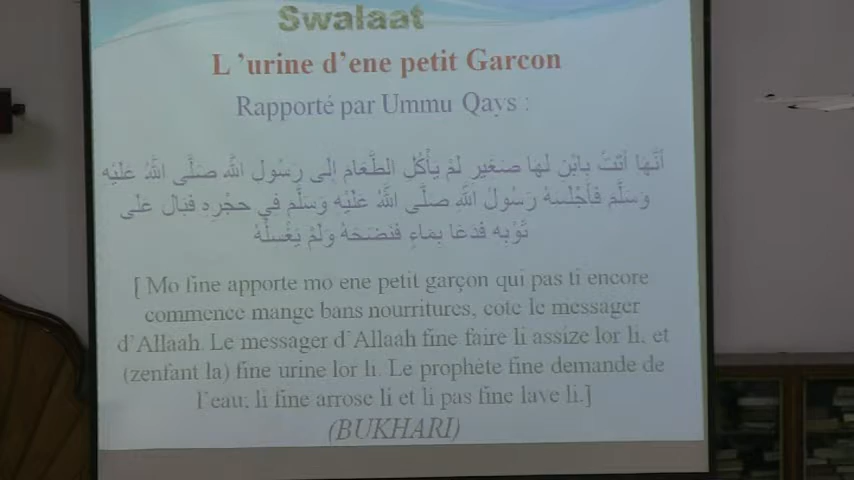 Swalaat
L 'urine d'ene petit Garcon
Rapporté par Ummu Qays :
أَنَّهَا أَتَتْ بِابْنٍ لَهَا صَغِيرٍ لَمْ يَأْكُلِ الطَّعَامَ إِلَى رَسُولِ اللَّهِ صَلَّى اللَّهُ عَلَيْهِ
وَسَلَّمَ فَأَجْلَسَهُ رَسُولُ اللَّهِ صَلَّى اللَّهُ عَلَيْهِ وَسَلَّمَ فِي حِجْرِهِ فَبَالَ عَلَى
ثَوْبِهِ فَدَعَا بِمَاءٍ فَنَضَحَهُ وَلَمْ يَغْسِلْهُ
[ Mo fine apporte mo ene petit garçon qui pas ti encore
commence mange bans nourritures, cote le messager
d'Allaah. Le messager d'Allaah fine faire li assize lor li, et
(zenfant la) fine urine lor li. Le prophète fine demande de
l'eau; li fine arrose li et li pas fine lave li.]
(BUKHARI)